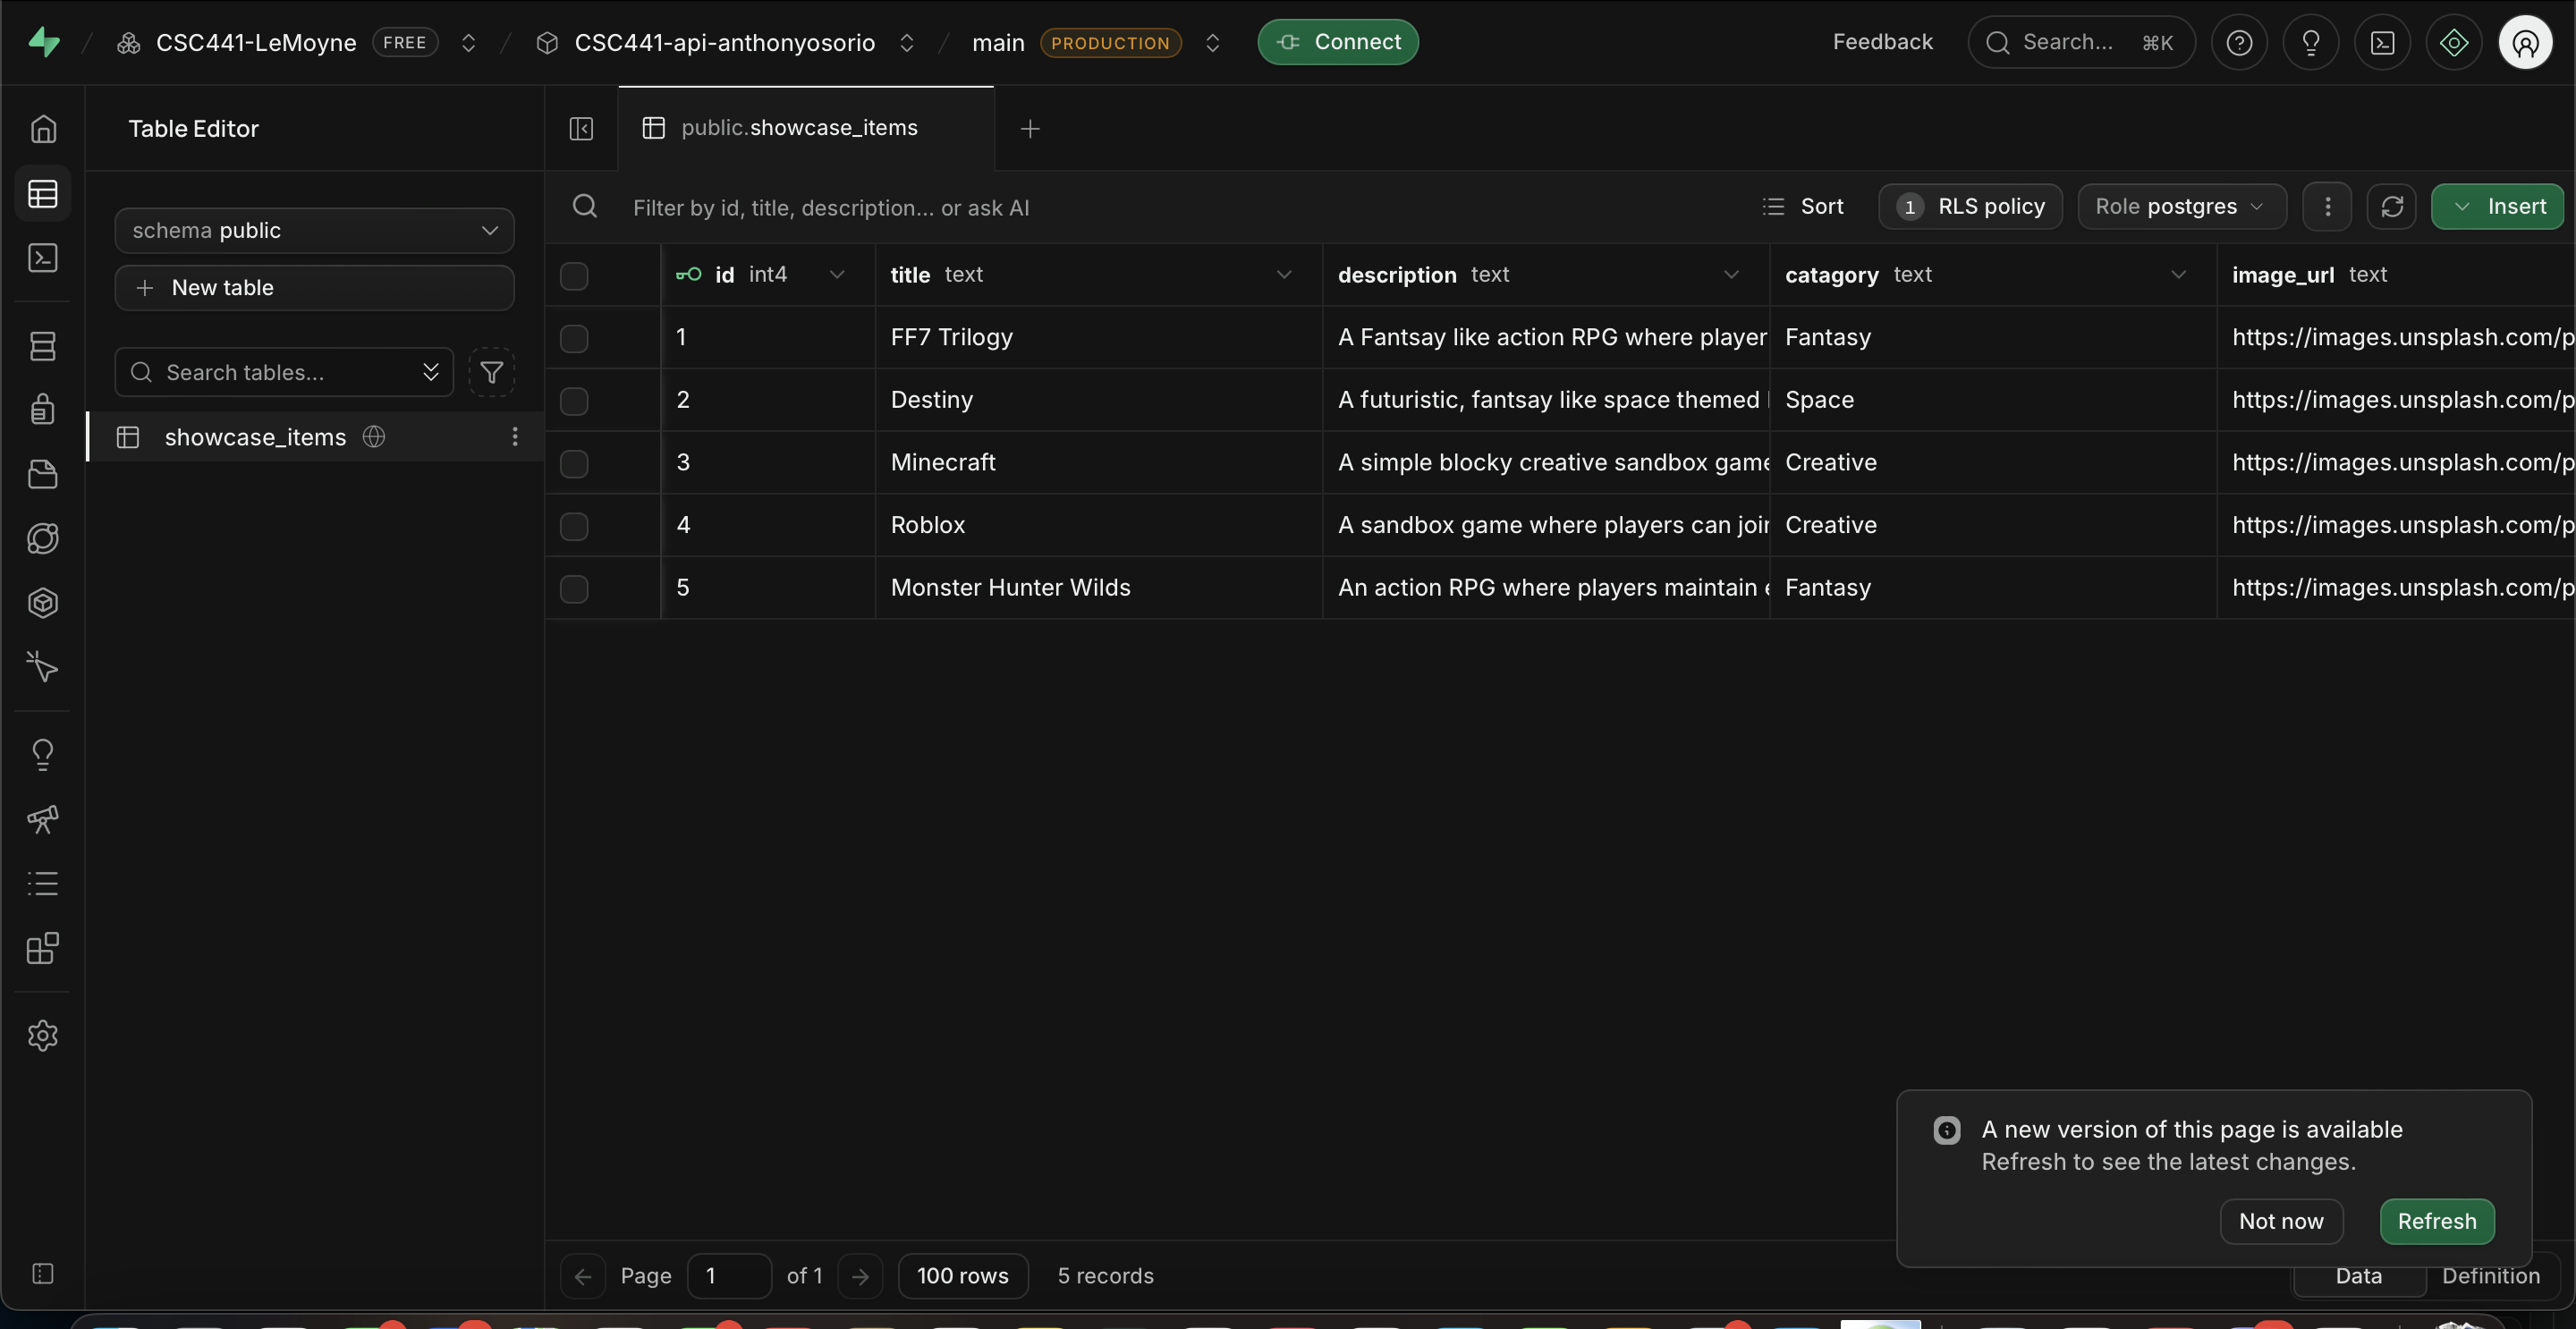 CSC441-LeMoyne FREE CSC441-api-anthonyosorio main PRODUCTION Connect Feedback Search... ⌘K
Table Editor
public.showcase_items
schema public
New table
Search tables...
showcase_items
Filter by id, title, description... or ask AI Sort 1 RLS policy Role postgres Insert
id int4 title text description text catagory text image_url text
1 FF7 Trilogy A Fantsay like action RPG where player Fantasy https://images.unsplash.com/p
2 Destiny A futuristic, fantsay like space themed Space https://images.unsplash.com/p
3 Minecraft A simple blocky creative sandbox game Creative https://images.unsplash.com/p
4 Roblox A sandbox game where players can join Creative https://images.unsplash.com/p
5 Monster Hunter Wilds An action RPG where players maintain Fantasy https://images.unsplash.com/p
A new version of this page is available
Refresh to see the latest changes.
Not now Refresh
Page 1 of 1 100 rows 5 records Data Definition